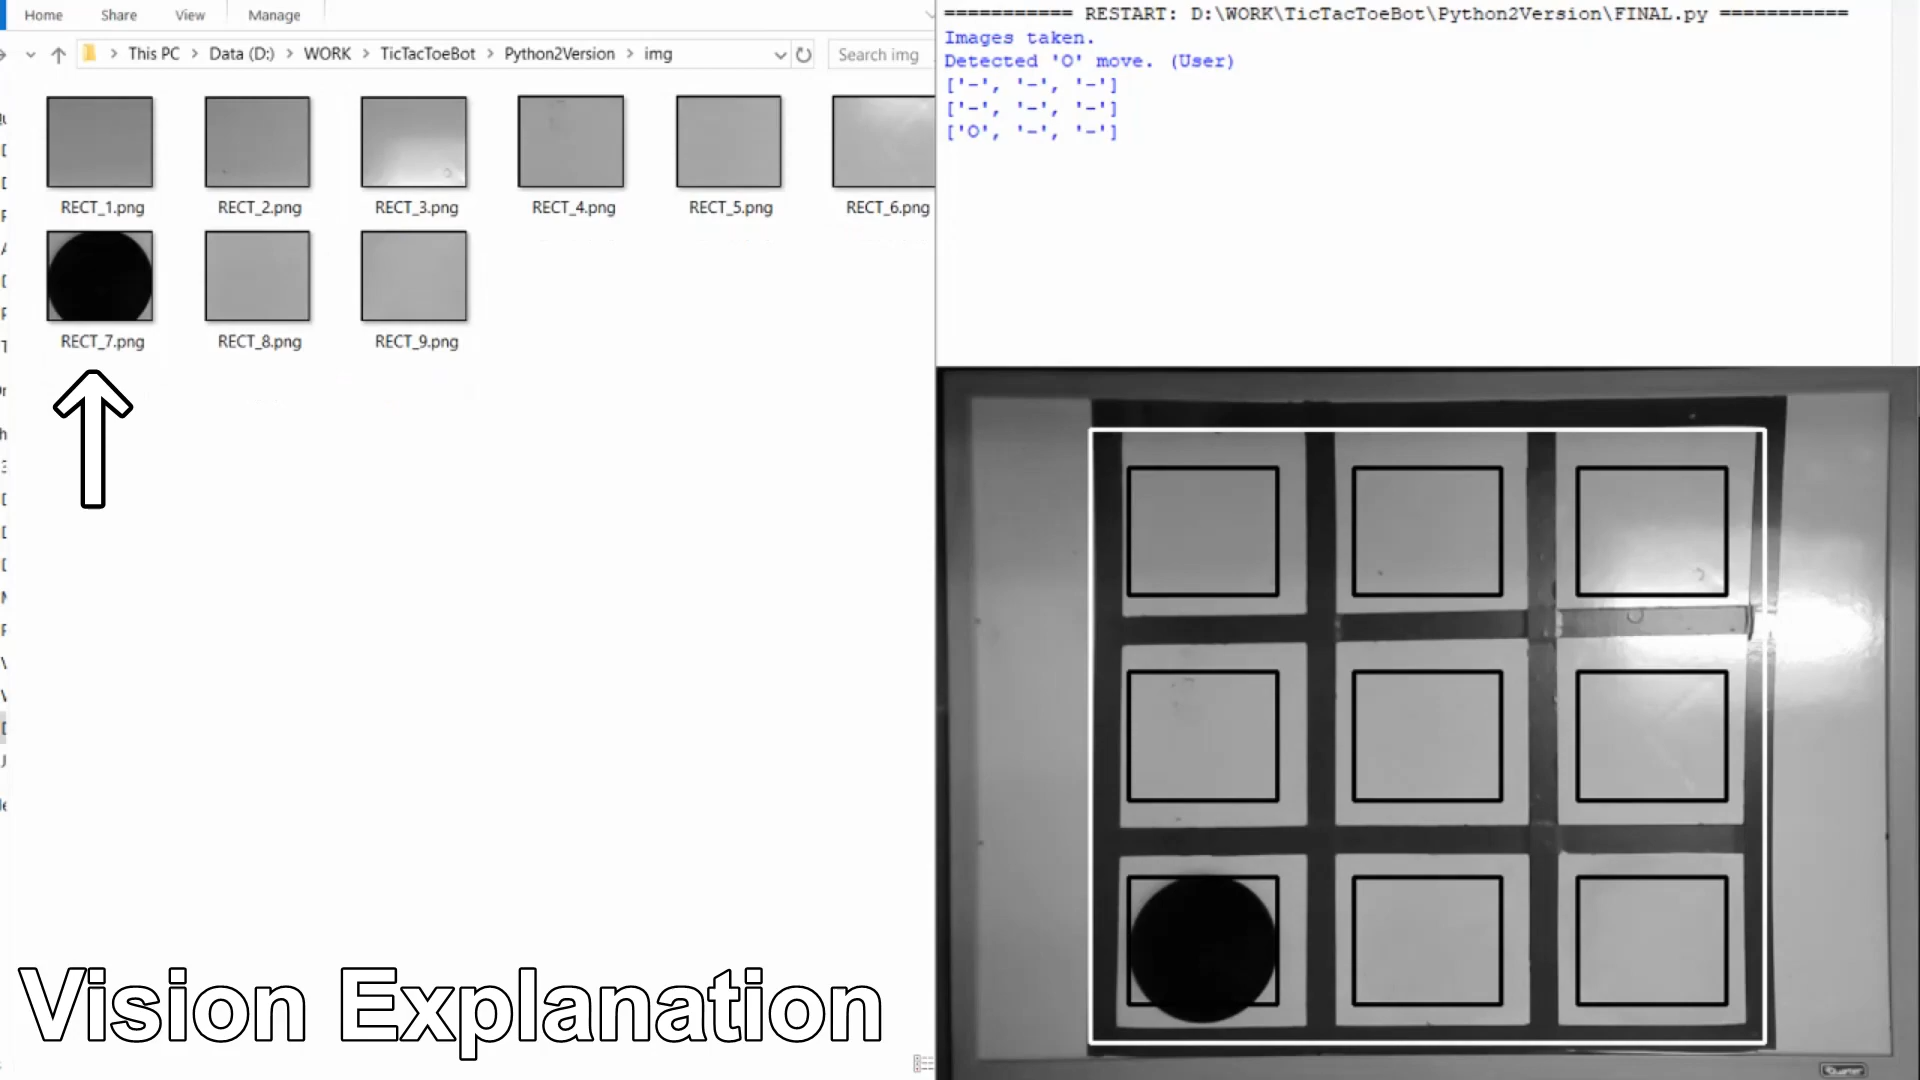 Home Share View Manage
This PC > Data (D:) > WORK > TicTacToeBot > Python2Version > img
Search img
RECT_1.png RECT_2.png RECT_3.png RECT_4.png RECT_5.png RECT_6.png
RECT_7.png RECT_8.png RECT_9.png
Vision Explanation
=========== RESTART: D:\WORK\TicTacToeBot\Python2Version\FINAL.py ===========
Images taken.
Detected 'O' move. (User)
['-', '-', '-']
['-', '-', '-']
['O', '-', '-']
Quartet